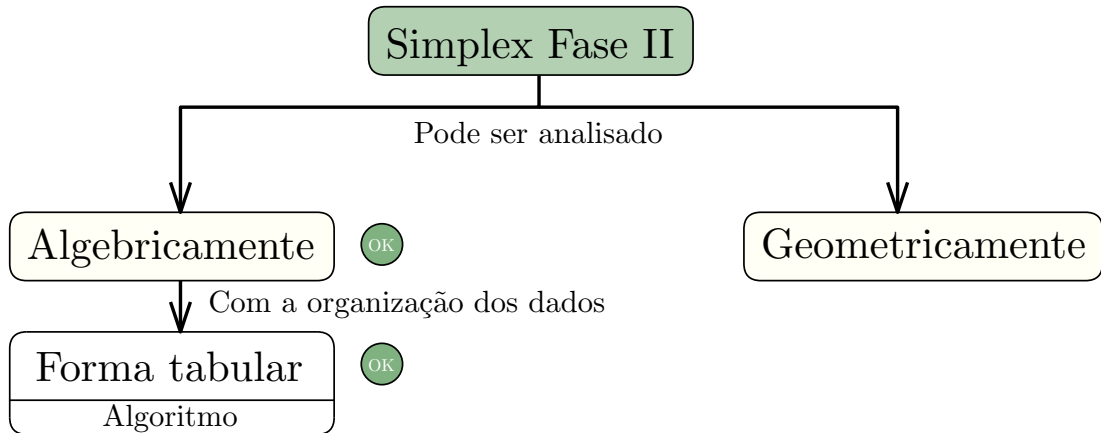 Simplex Fase II
Pode ser analisado
Algebricamente
OK
Geometricamente
Com a organização dos dados
Forma tabular
OK
Algoritmo